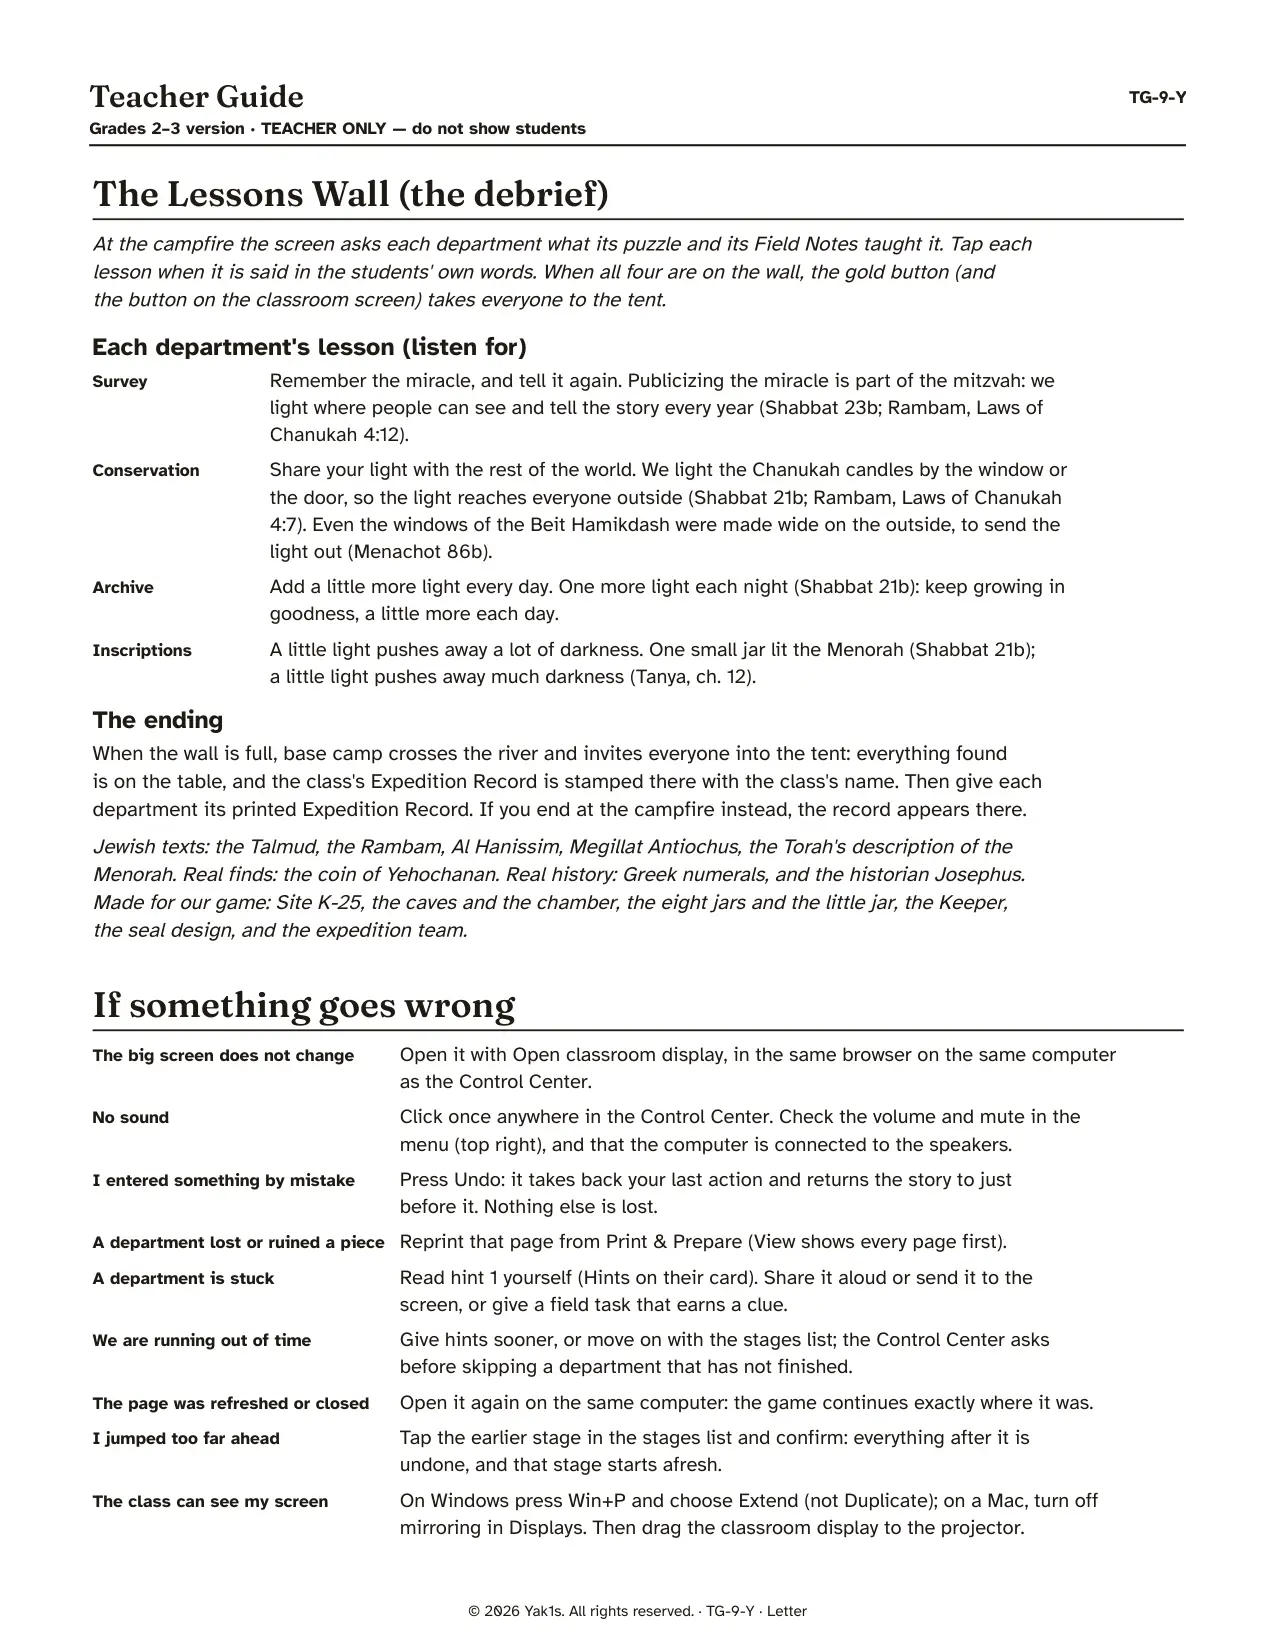 Teacher Guide
TG-9-Y
Grades 2–3 version · TEACHER ONLY — do not show students
The Lessons Wall (the debrief)
At the campfire the screen asks each department what its puzzle and its Field Notes taught it. Tap each
lesson when it is said in the students' own words. When all four are on the wall, the gold button (and
the button on the classroom screen) takes everyone to the tent.
Each department's lesson (listen for)
Survey
Remember the miracle, and tell it again. Publicizing the miracle is part of the mitzvah: we
light where people can see and tell the story every year (Shabbat 23b; Rambam, Laws of
Chanukah 4:12).
Conservation
Share your light with the rest of the world. We light the Chanukah candles by the window or
the door, so the light reaches everyone outside (Shabbat 21b; Rambam, Laws of Chanukah
4:7). Even the windows of the Beit Hamikdash were made wide on the outside, to send the
light out (Menachot 86b).
Archive
Add a little more light every day. One more light each night (Shabbat 21b): keep growing in
goodness, a little more each day.
Inscriptions
A little light pushes away a lot of darkness. One small jar lit the Menorah (Shabbat 21b);
a little light pushes away much darkness (Tanya, ch. 12).
The ending
When the wall is full, base camp crosses the river and invites everyone into the tent: everything found
is on the table, and the class's Expedition Record is stamped there with the class's name. Then give each
department its printed Expedition Record. If you end at the campfire instead, the record appears there.
Jewish texts: the Talmud, the Rambam, Al Hanissim, Megillat Antiochus, the Torah's description of the
Menorah. Real finds: the coin of Yehochanan. Real history: Greek numerals, and the historian Josephus.
Made for our game: Site K-25, the caves and the chamber, the eight jars and the little jar, the Keeper,
the seal design, and the expedition team.
If something goes wrong
The big screen does not change
Open it with Open classroom display, in the same browser on the same computer
as the Control Center.
No sound
Click once anywhere in the Control Center. Check the volume and mute in the
menu (top right), and that the computer is connected to the speakers.
I entered something by mistake
Press Undo: it takes back your last action and returns the story to just
before it. Nothing else is lost.
A department lost or ruined a piece
Reprint that page from Print & Prepare (View shows every page first).
A department is stuck
Read hint 1 yourself (Hints on their card). Share it aloud or send it to the
screen, or give a field task that earns a clue.
We are running out of time
Give hints sooner, or move on with the stages list; the Control Center asks
before skipping a department that has not finished.
The page was refreshed or closed
Open it again on the same computer: the game continues exactly where it was.
I jumped too far ahead
Tap the earlier stage in the stages list and confirm: everything after it is
undone, and that stage starts afresh.
The class can see my screen
On Windows press Win+P and choose Extend (not Duplicate); on a Mac, turn off
mirroring in Displays. Then drag the classroom display to the projector.
© 2026 Yak1s. All rights reserved. · TG-9-Y · Letter